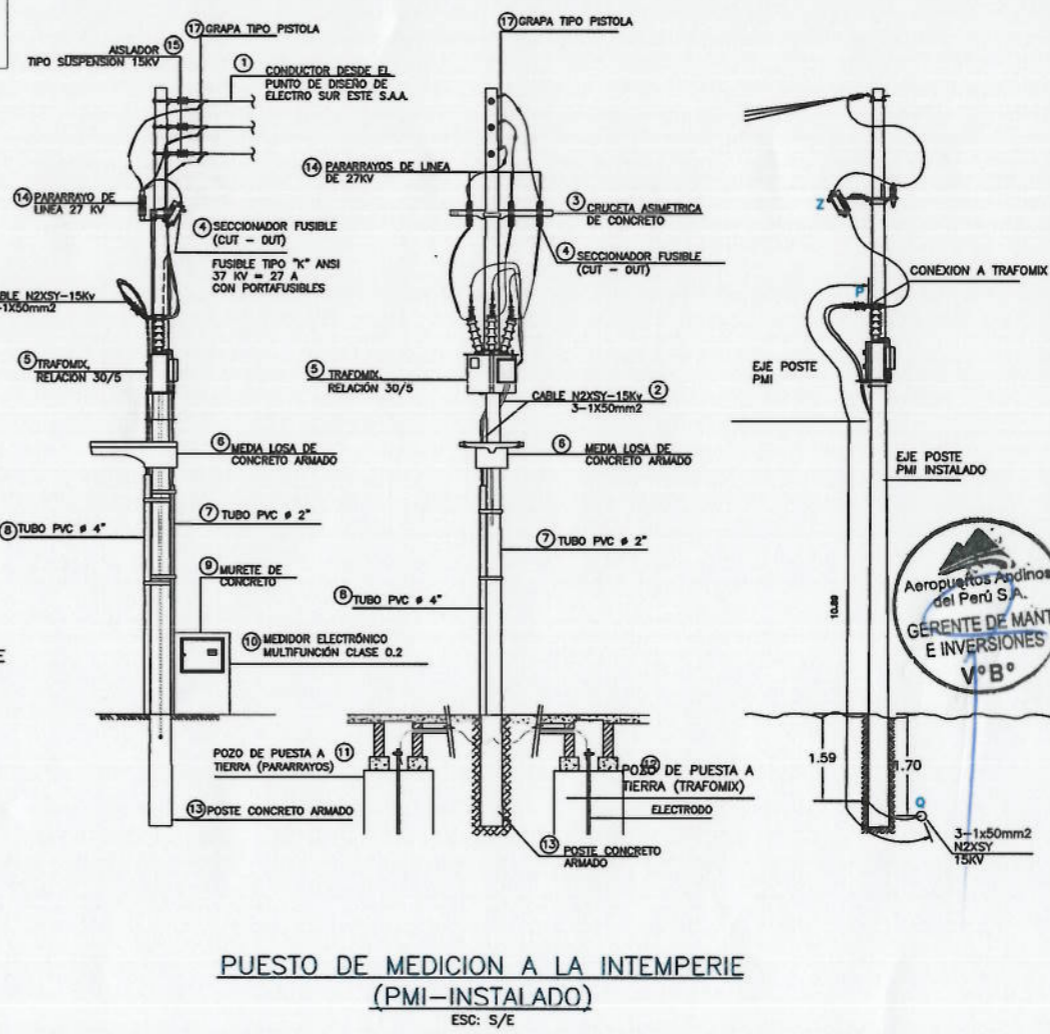 17 GRAPA TIPO PISTOLA
AISLADOR 15
TIPO SUSPENSION 15KV
1 CONDUCTOR DESDE EL
PUNTO DE DISEÑO DE
ELECTRO SUR ESTE S.A.A.
14 PARARRAYO DE
LINEA 27 KV
4 SECCIONADOR FUSIBLE
(CUT - OUT)
FUSIBLE TIPO "K" ANSI
37 KV = 27 A
CON PORTAFUSIBLES
BLE N2XSY-15Kv
-1X50mm2
5 TRAFOMIX,
RELACIÓN 30/5
6 MEDIA LOSA DE
CONCRETO ARMADO
8 TUBO PVC ø 4"
7 TUBO PVC ø 2"
9 MURETE DE
CONCRETO
10 MEDIDOR ELECTRÓNICO
MULTIFUNCIÓN CLASE 0.2
E
13 POSTE CONCRETO ARMADO
17 GRAPA TIPO PISTOLA
14 PARARRAYOS DE LINEA
DE 27KV
3 CRUCETA ASIMETRICA
DE CONCRETO
4 SECCIONADOR FUSIBLE
(CUT - OUT)
5 TRAFOMIX,
RELACIÓN 30/5
CABLE N2XSY-15Kv 2
3-1X50mm2
6 MEDIA LOSA DE
CONCRETO ARMADO
7 TUBO PVC ø 2"
8 TUBO PVC ø 4"
POZO DE PUESTA A 11
TIERRA (PARARRAYOS)
12
POZO DE PUESTA A
TIERRA (TRAFOMIX)
ELECTRODO
13 POSTE CONCRETO
ARMADO
Z
CONEXION A TRAFOMIX
P
EJE POSTE
PMI
EJE POSTE
PMI INSTALADO
Aeropuertos Andinos
del Perú S.A.
GERENTE DE MANT
E INVERSIONES
V°B°
1.59
1.70
Q
3-1x50mm2
N2XSY
15KV
PUESTO DE MEDICION A LA INTEMPERIE
(PMI-INSTALADO)
ESC: S/E